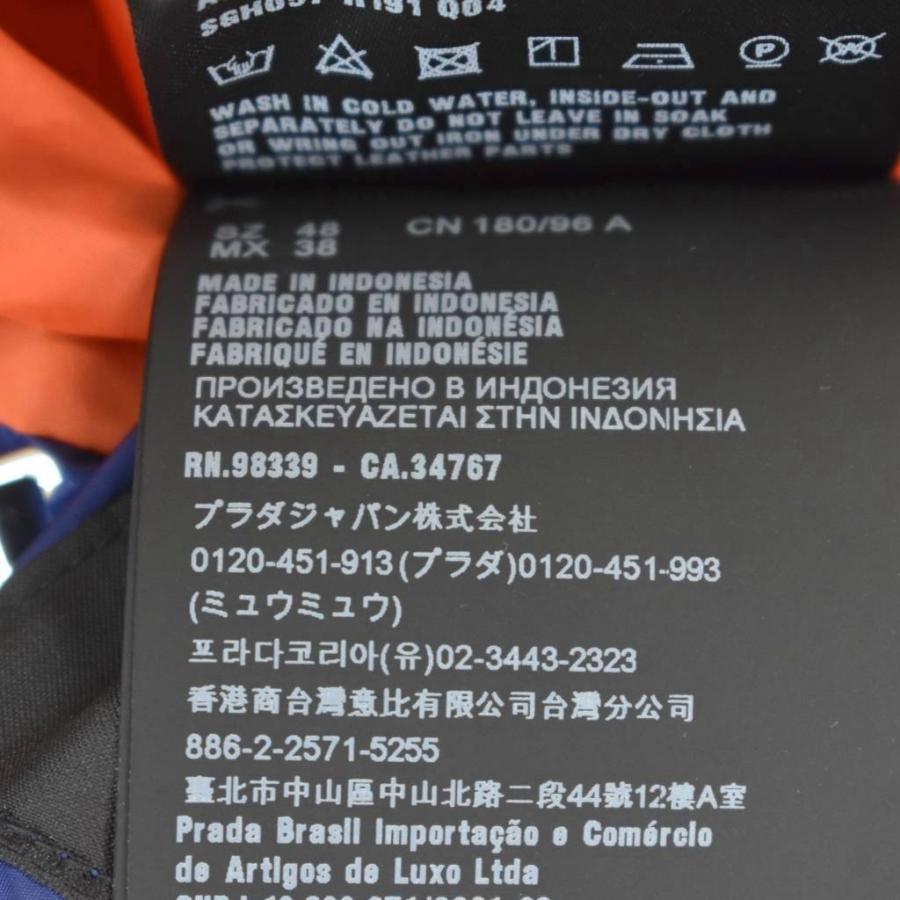 WASH IN COLD WATER, INSIDE-OUT AND
SEPARATELY DO NOT LEAVE IN SOAK
OR WRING OUT IRON UNDER DRY CLOTH
PROTECT LEATHER PARTS
SZ 48 CN 180/96 A
MX 38
MADE IN INDONESIA
FABRICADO EN INDONESIA
FABRICADO NA INDONÉSIA
FABRIQUÉ EN INDONÉSIE
ПРОИЗВЕДЕНО В ИНДОНЕЗИЯ
ΚΑΤΑΣΚΕΥΑΖΕΤΑΙ ΣΤΗΝ ΙΝΔΟΝΗΣΙΑ
RN.98339 - CA.34767
プラダジャパン株式会社
0120-451-913(プラダ)0120-451-993
(ミュウミュウ)
프라다코리아(유)02-3443-2323
香港商台灣意比有限公司台灣分公司
886-2-2571-5255
臺北市中山區中山北路二段44號12樓A室
Prada Brasil Importação e Comércio
de Artigos de Luxo Ltda